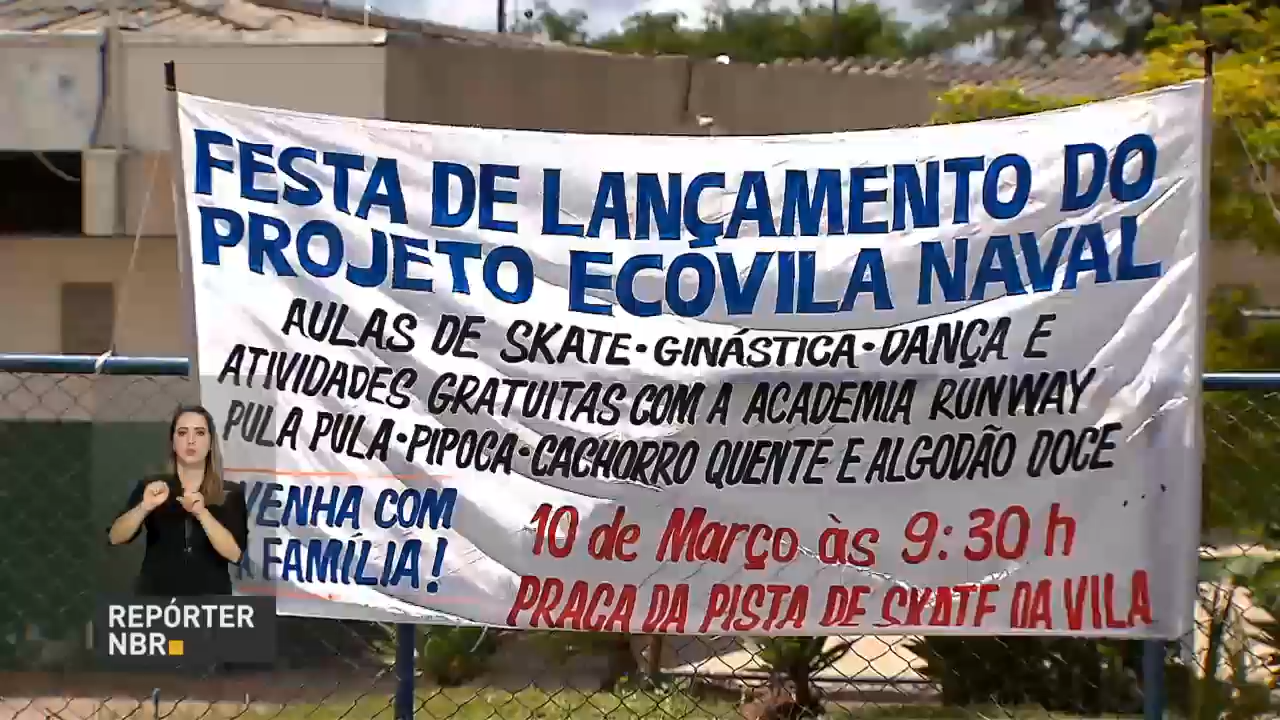 FESTA DE LANÇAMENTO DO
PROJETO ECOVILA NAVAL
AULAS DE SKATE • GINÁSTICA • DANÇA E
ATIVIDADES GRATUITAS COM A ACADEMIA RUNWAY
PULA PULA • PIPOCA • CACHORRO QUENTE E ALGODÃO DOCE
VENHA COM
A FAMÍLIA!
10 de Março às 9:30 h
PRAÇA DA PISTA DE SKATE DA VILA
REPÓRTER
NBR